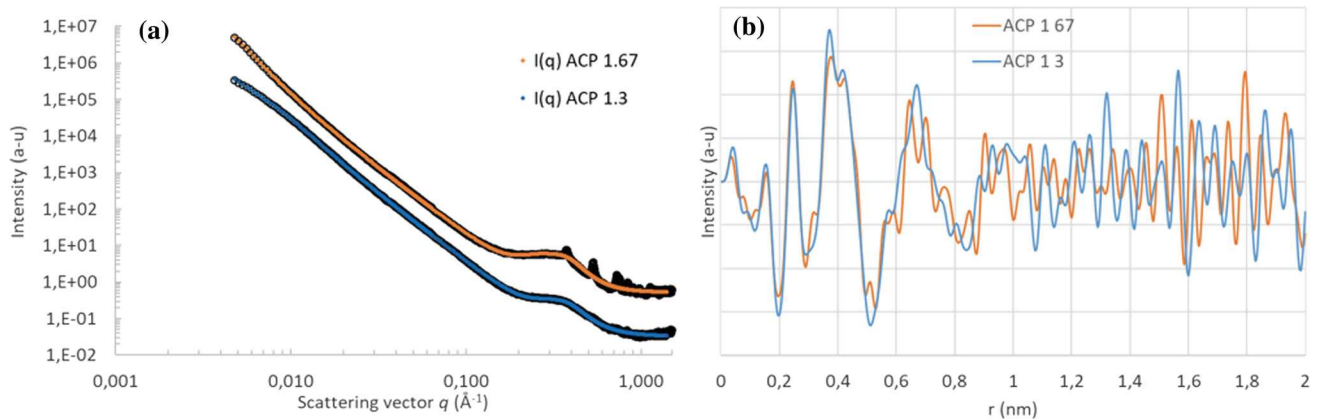 (a)
1,E+07
1,E+06
1,E+05
1,E+04
1,E+03
1,E+02
1,E+01
1,E+00
1,E-01
1,E-02
Intensity (a-u)
I(q) ACP 1.67
I(q) ACP 1.3
0,001
0,010
0,100
1,000
Scattering vector q (Å-1)
(b)
ACP 1 67
ACP 1 3
Intensity (a-u)
0
0,2
0,4
0,6
0,8
1
1,2
1,4
1,6
1,8
2
r (nm)